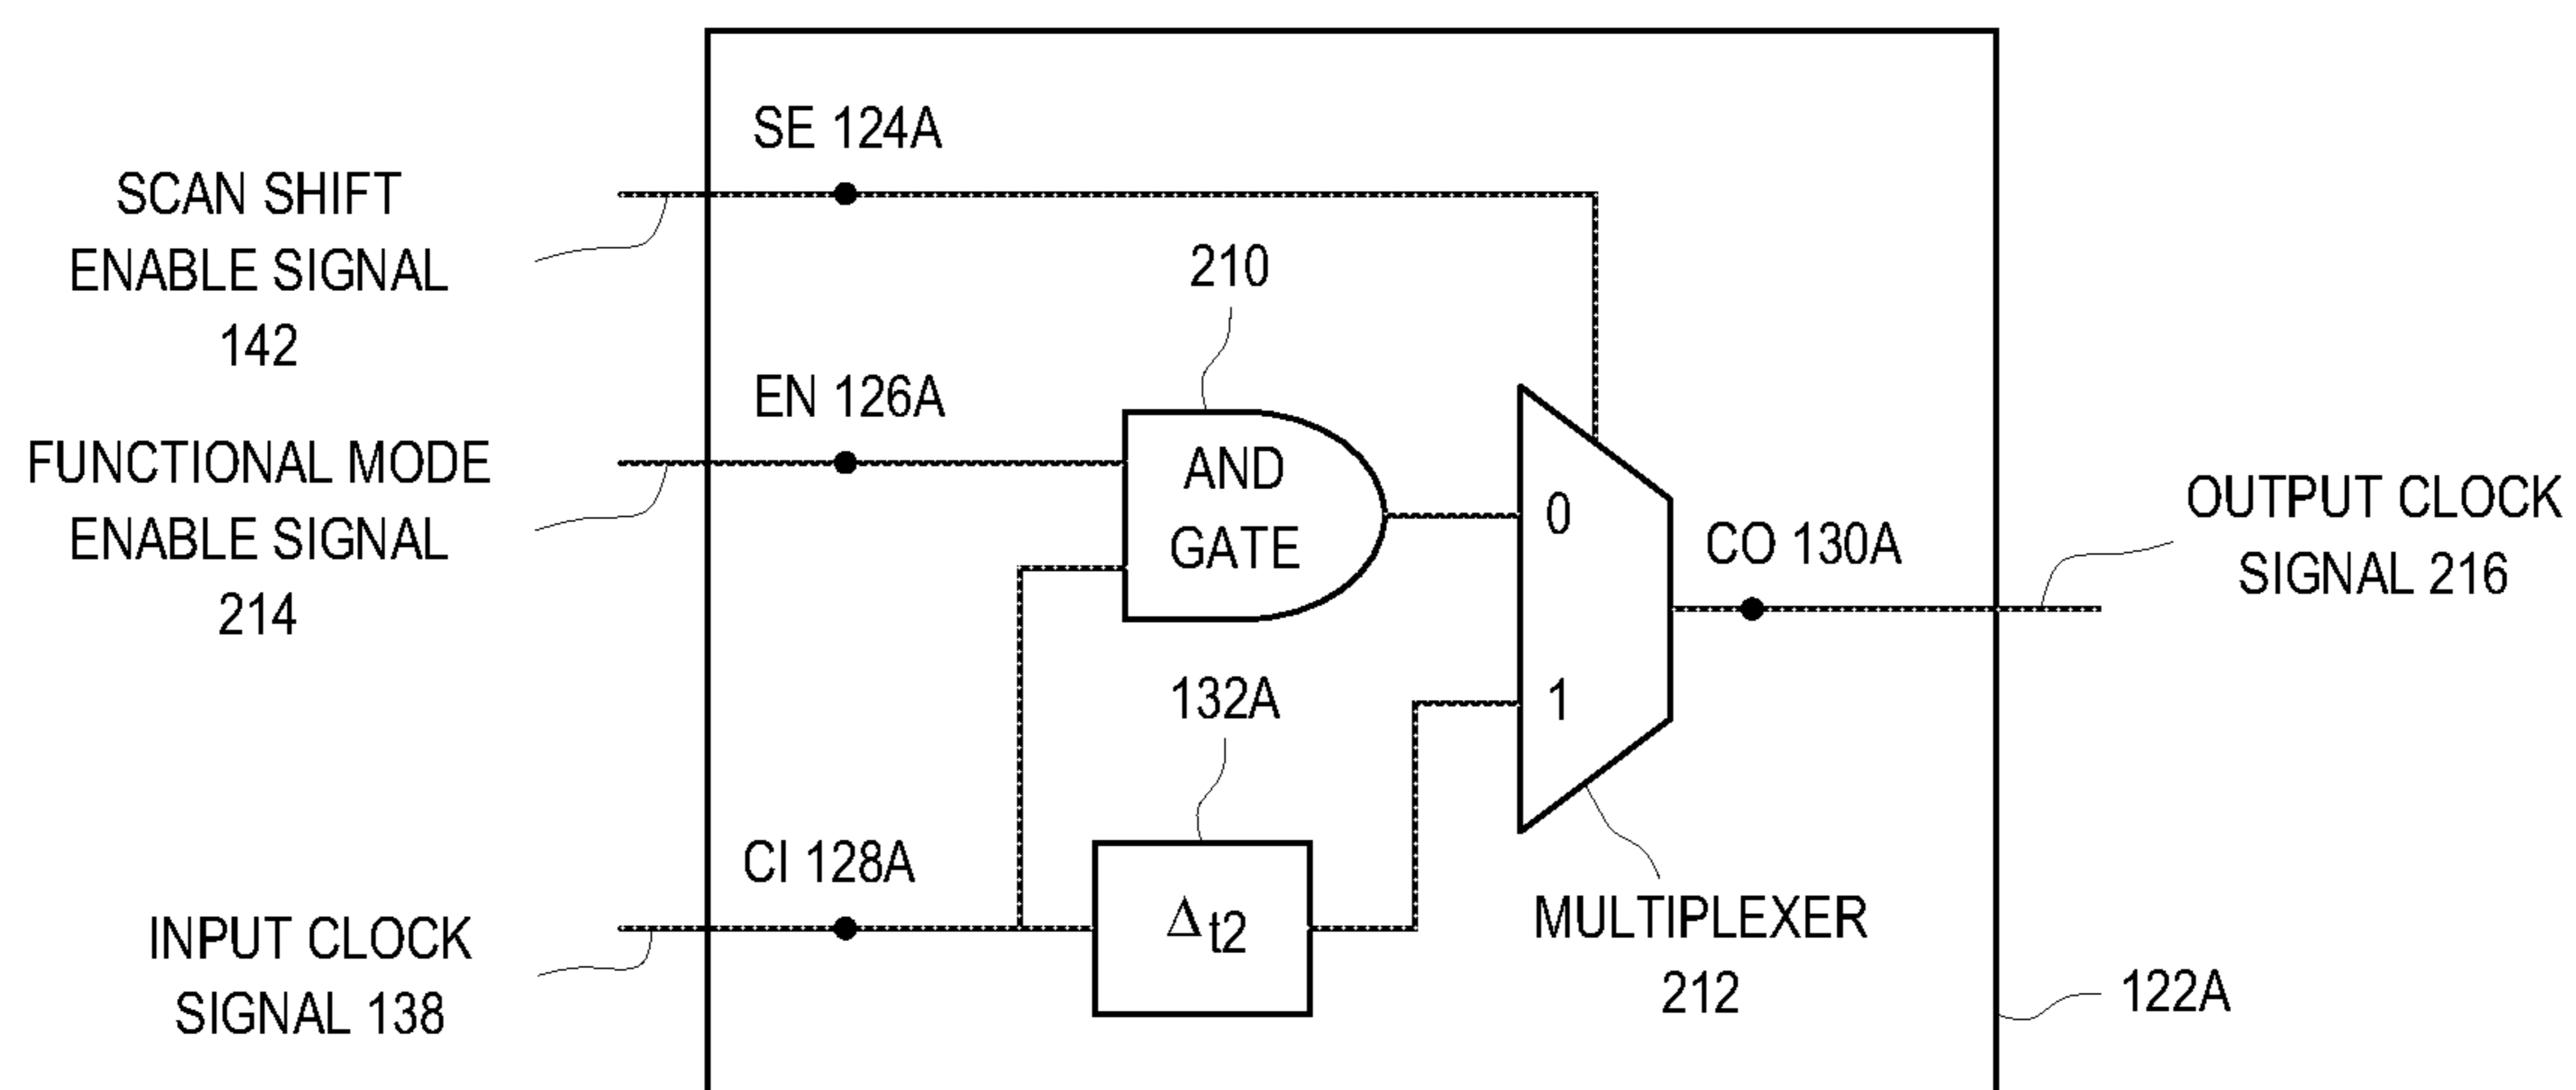 SE 124A
SCAN SHIFT
ENABLE SIGNAL
142
210
EN 126A
FUNCTIONAL MODE
ENABLE SIGNAL
214
AND
GATE
0
1
CO 130A
OUTPUT CLOCK
SIGNAL 216
132A
CI 128A
Δt2
INPUT CLOCK
SIGNAL 138
MULTIPLEXER
212
122A